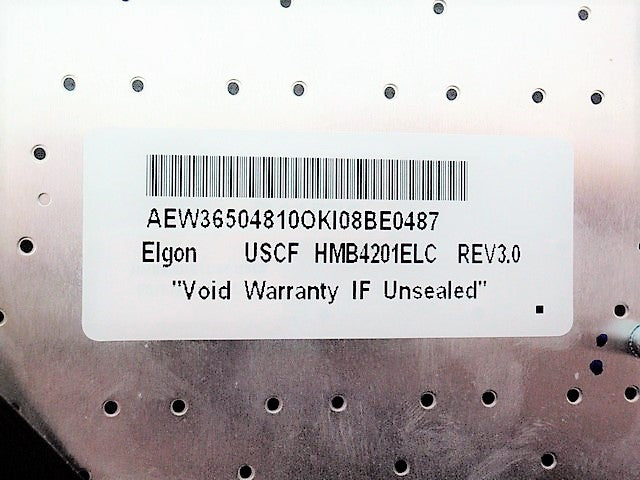 AEW36504810OKI08BE0487
Elgon USCF HMB4201ELC REV3.0
"Void Warranty IF Unsealed"